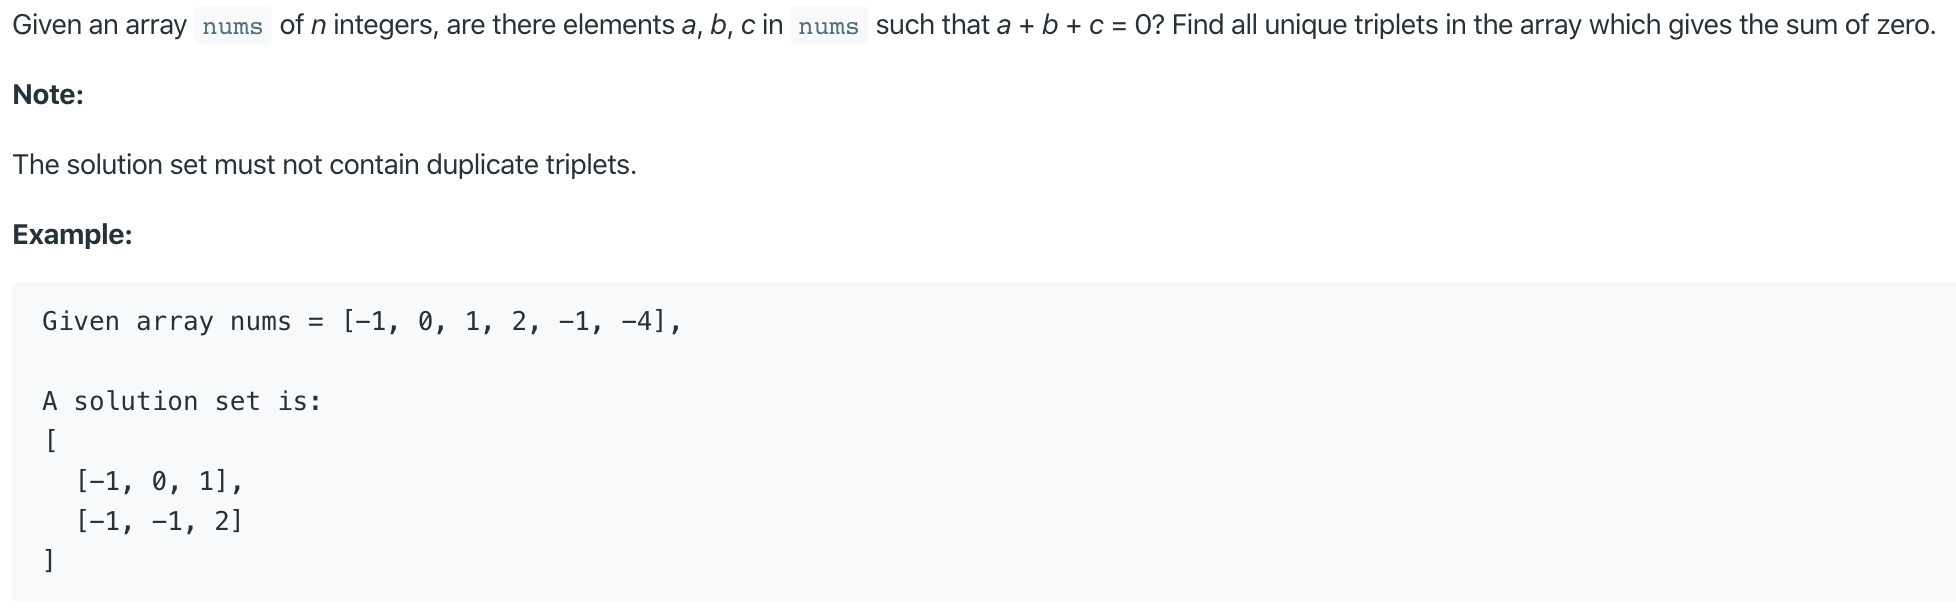 Given an array nums of n integers, are there elements a, b, c in nums such that a + b + c = 0? Find all unique triplets in the array which gives the sum of zero.
Note:
The solution set must not contain duplicate triplets.
Example:
Given array nums = [-1, 0, 1, 2, -1, -4],
A solution set is:
[
[-1, 0, 1],
[-1, -1, 2]
]